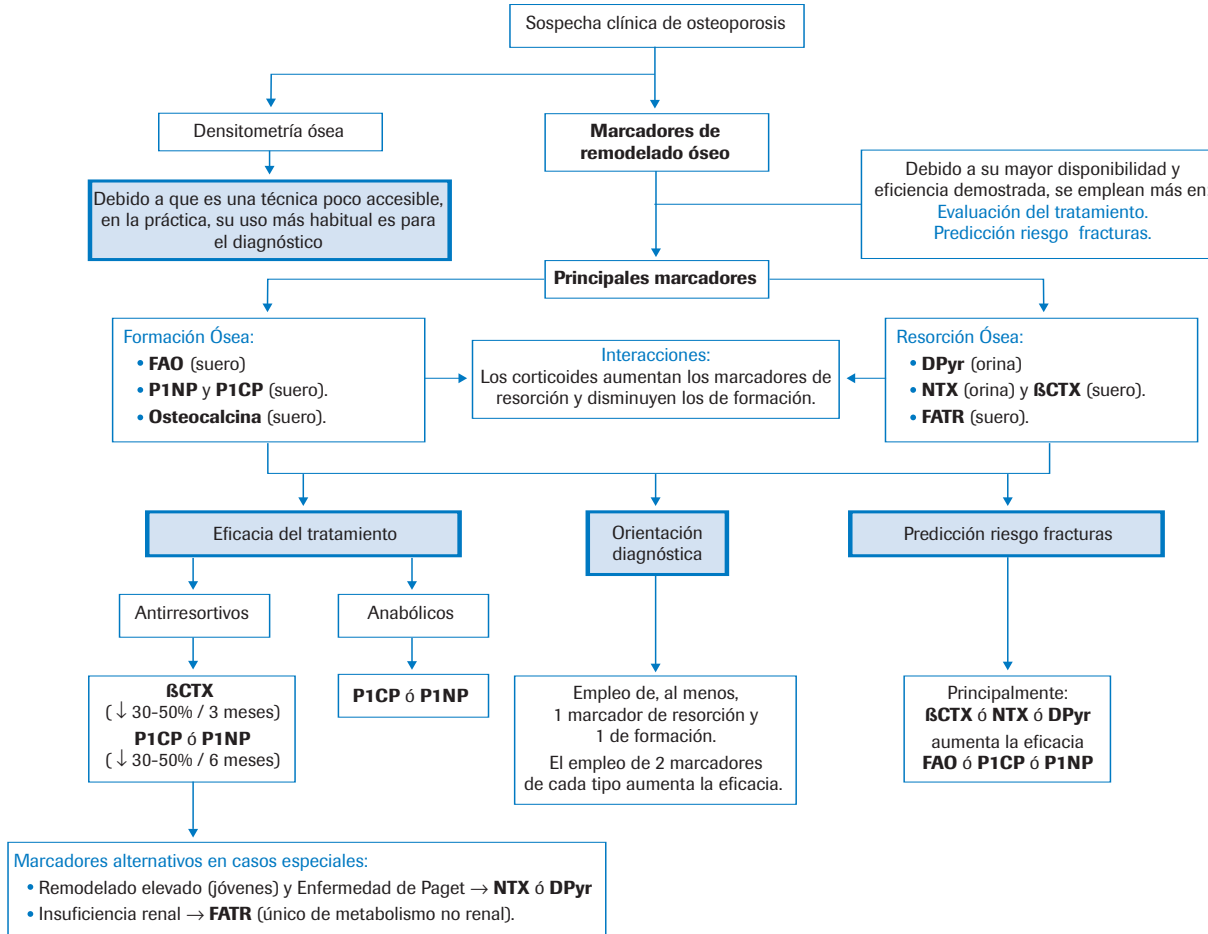 Sospecha clínica de osteoporosis
Densitometría ósea
Marcadores de
remodelado óseo
Debido a que es una técnica poco accesible,
en la práctica, su uso más habitual es para
el diagnóstico
Debido a su mayor disponibilidad y
eficiencia demostrada, se emplean más en:
Evaluación del tratamiento.
Predicción riesgo fracturas.
Principales marcadores
Formación Ósea:
• FAO (suero)
• P1NP y P1CP (suero).
• Osteocalcina (suero).
Interacciones:
Los corticoides aumentan los marcadores de
resorción y disminuyen los de formación.
Resorción Ósea:
• DPyr (orina)
• NTX (orina) y ßCTX (suero).
• FATR (suero).
Eficacia del tratamiento
Orientación
diagnóstica
Predicción riesgo fracturas
Antirresortivos
Anabólicos
ßCTX
(↓ 30-50% / 3 meses)
P1CP ó P1NP
(↓ 30-50% / 6 meses)
P1CP ó P1NP
Empleo de, al menos,
1 marcador de resorción y
1 de formación.
El empleo de 2 marcadores
de cada tipo aumenta la eficacia.
Principalmente:
ßCTX ó NTX ó DPyr
aumenta la eficacia
FAO ó P1CP ó P1NP
Marcadores alternativos en casos especiales:
• Remodelado elevado (jóvenes) y Enfermedad de Paget → NTX ó DPyr
• Insuficiencia renal → FATR (único de metabolismo no renal).